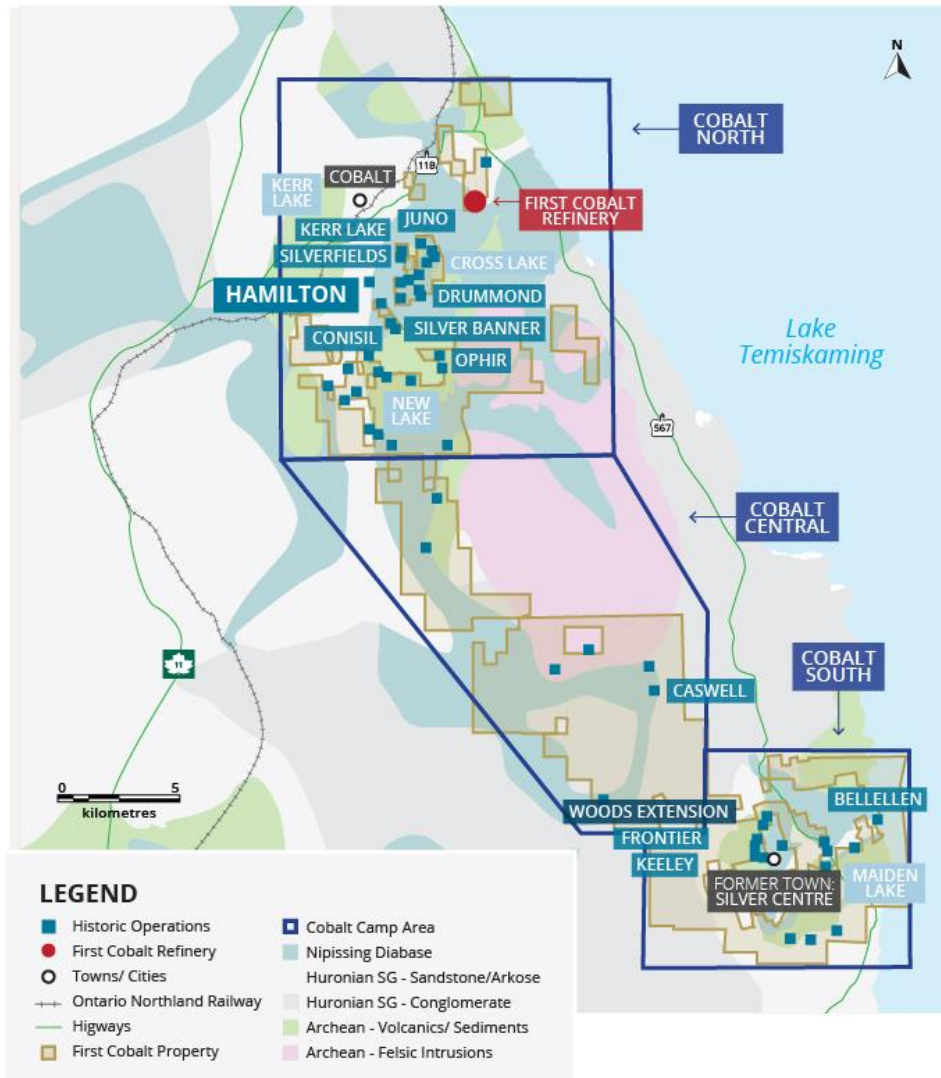 N
COBALT
NORTH
11B
COBALT
KERR
LAKE
FIRST COBALT
REFINERY
JUNO
KERR LAKE
SILVERFIELDS
CROSS LAKE
HAMILTON
DRUMMOND
SILVER BANNER
CONISIL
OPHIR
Lake
Temiskaming
NEW
LAKE
567
COBALT
CENTRAL
11
COBALT
SOUTH
CASWELL
0 5
kilometres
WOODS EXTENSION
BELLELLEN
FRONTIER
KEELEY
FORMER TOWN:
SILVER CENTRE
MAIDEN
LAKE
LEGEND
Historic Operations
First Cobalt Refinery
Towns/ Cities
Ontario Northland Railway
Higways
First Cobalt Property
Cobalt Camp Area
Nipissing Diabase
Huronian SG - Sandstone/Arkose
Huronian SG - Conglomerate
Archean - Volcanics/ Sediments
Archean - Felsic Intrusions